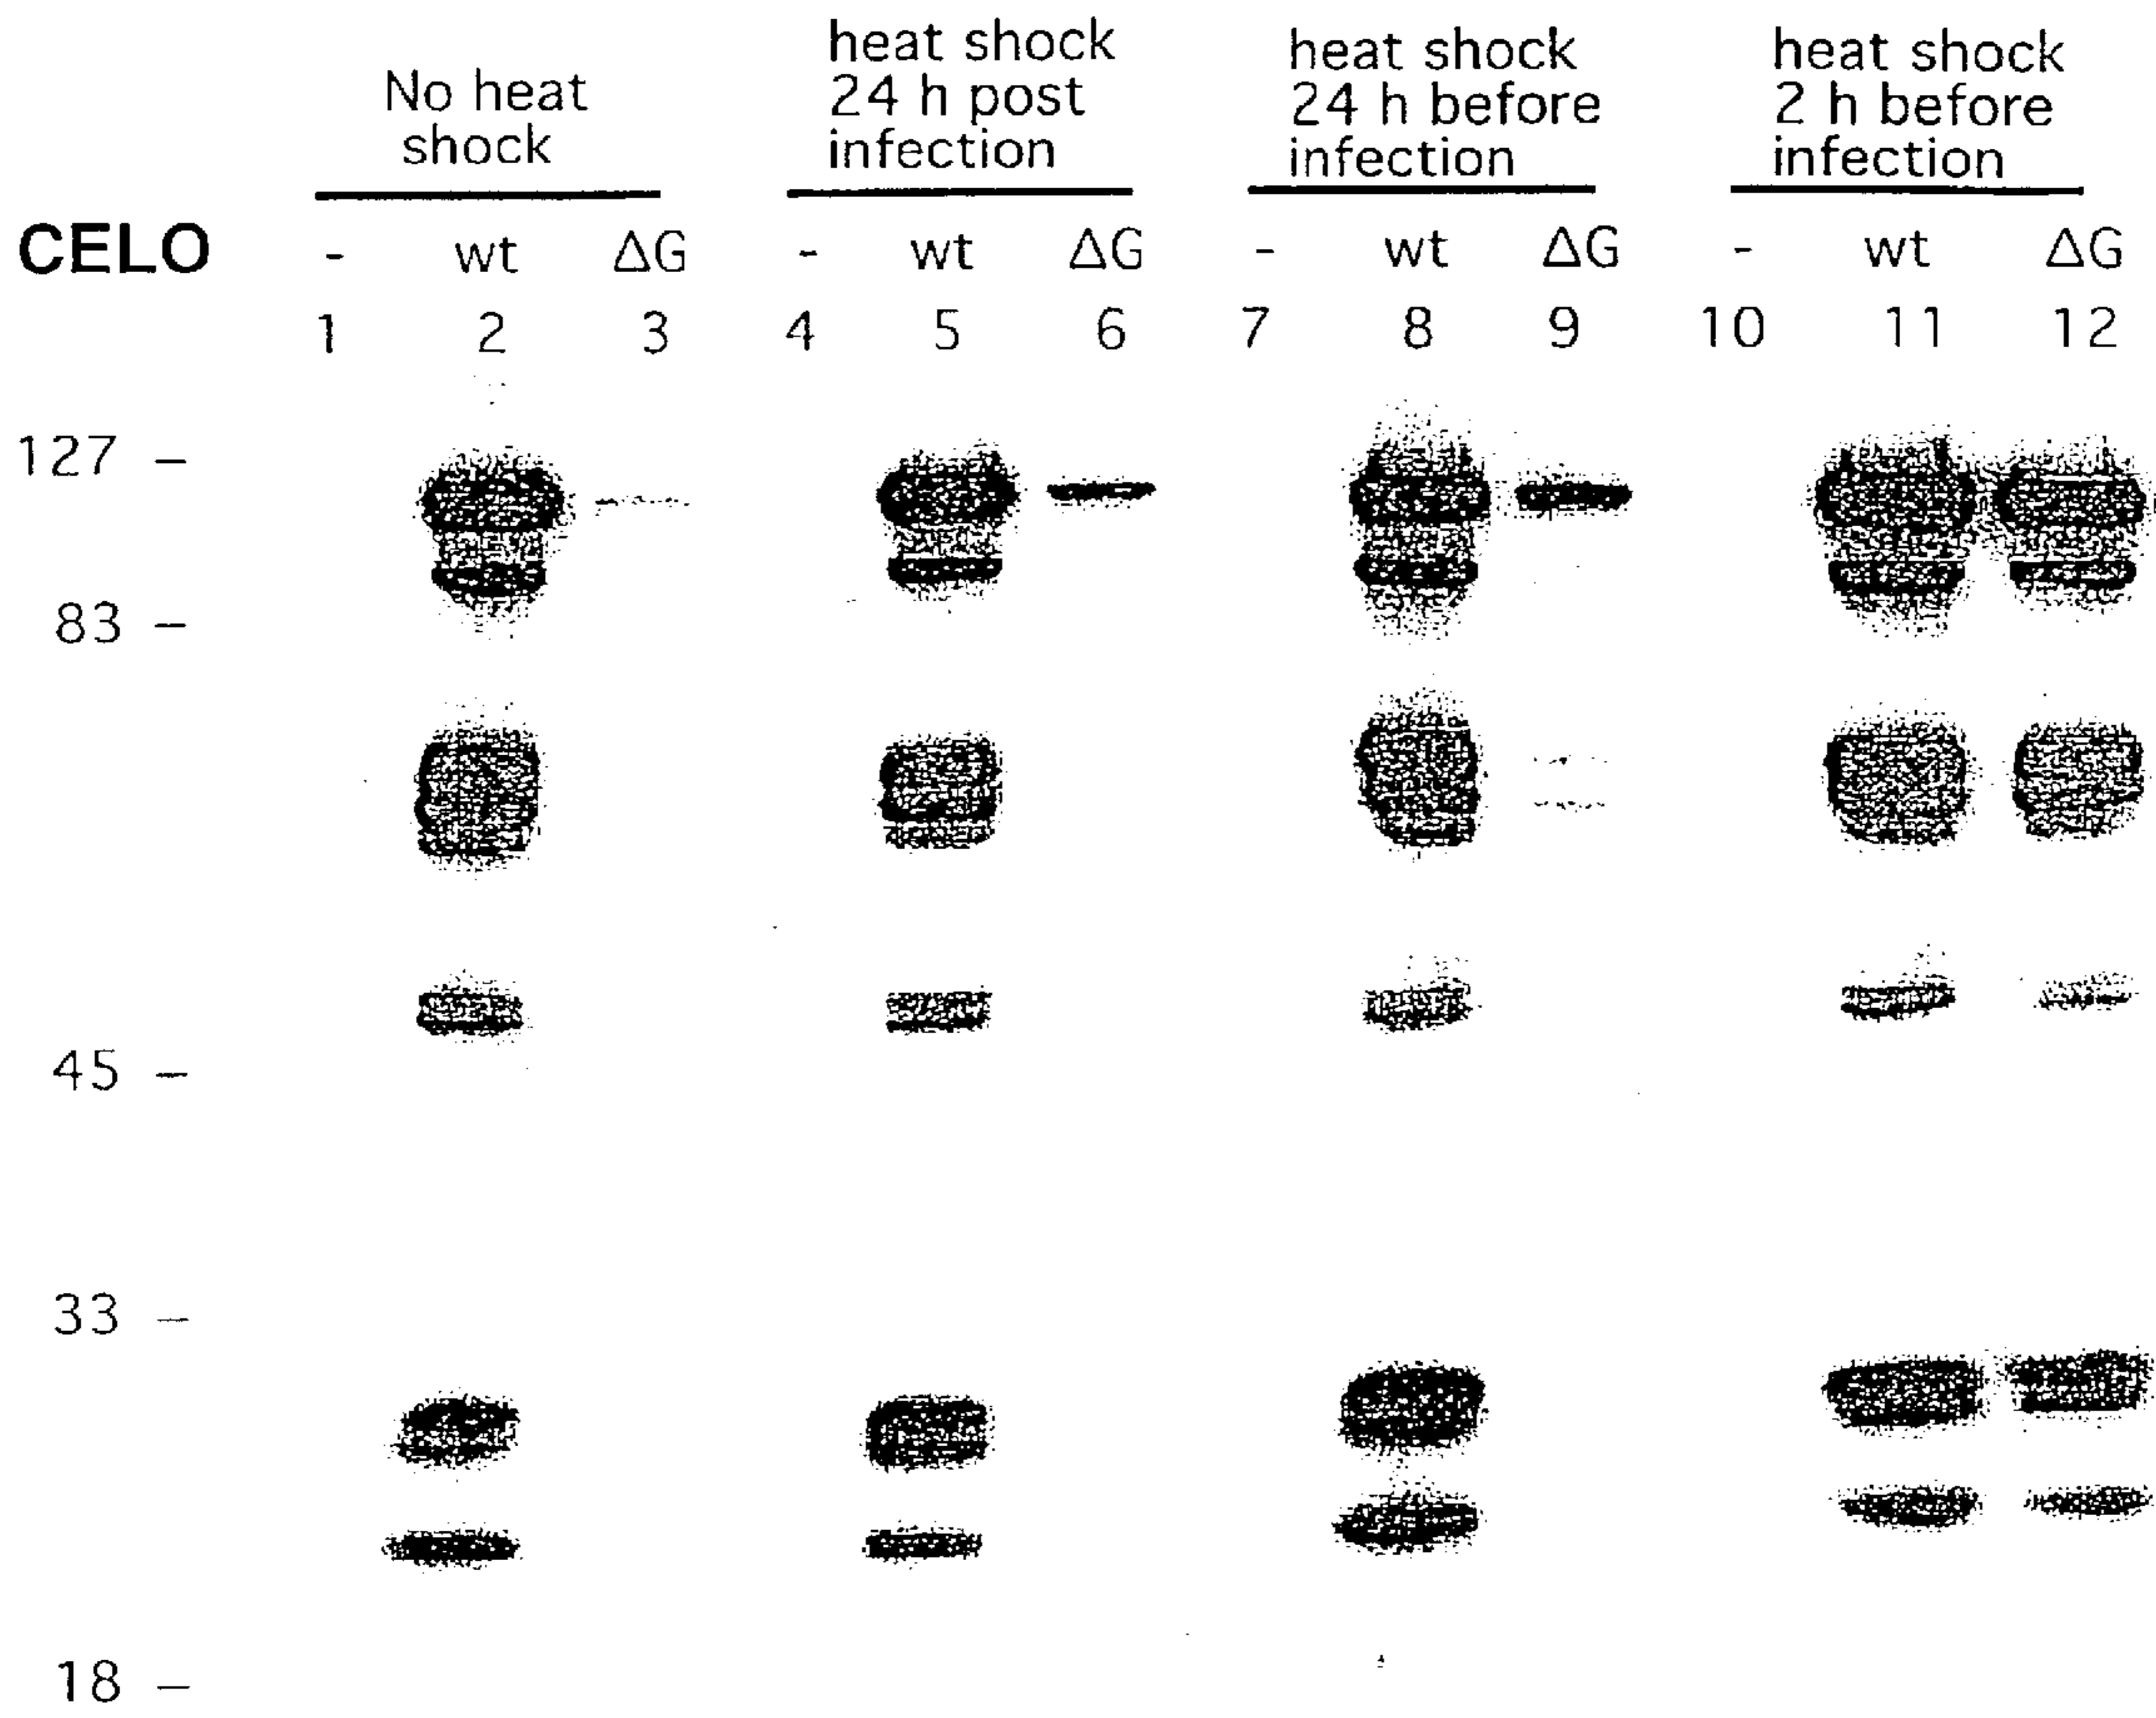 No heat
shock
heat shock
24 h post
infection
heat shock
24 h before
infection
heat shock
2 h before
infection
CELO - wt ΔG - wt ΔG - wt ΔG - wt ΔG
1 2 3 4 5 6 7 8 9 10 11 12
127 –
83 –
45 –
33 –
18 –